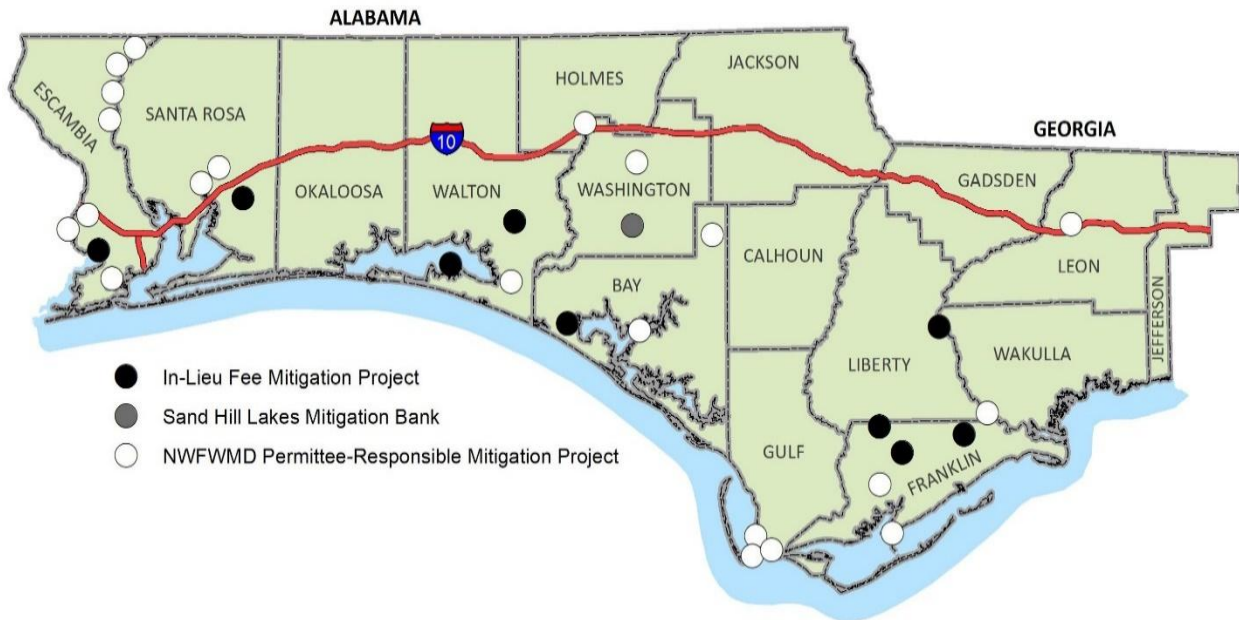 ALABAMA
HOLMES
JACKSON
ESCAMBIA
SANTA ROSA
GEORGIA
10
OKALOOSA
WALTON
WASHINGTON
GADSDEN
CALHOUN
LEON
BAY
JEFFERSON
LIBERTY
WAKULLA
In-Lieu Fee Mitigation Project
Sand Hill Lakes Mitigation Bank
NWFWMD Permittee-Responsible Mitigation Project
GULF
FRANKLIN